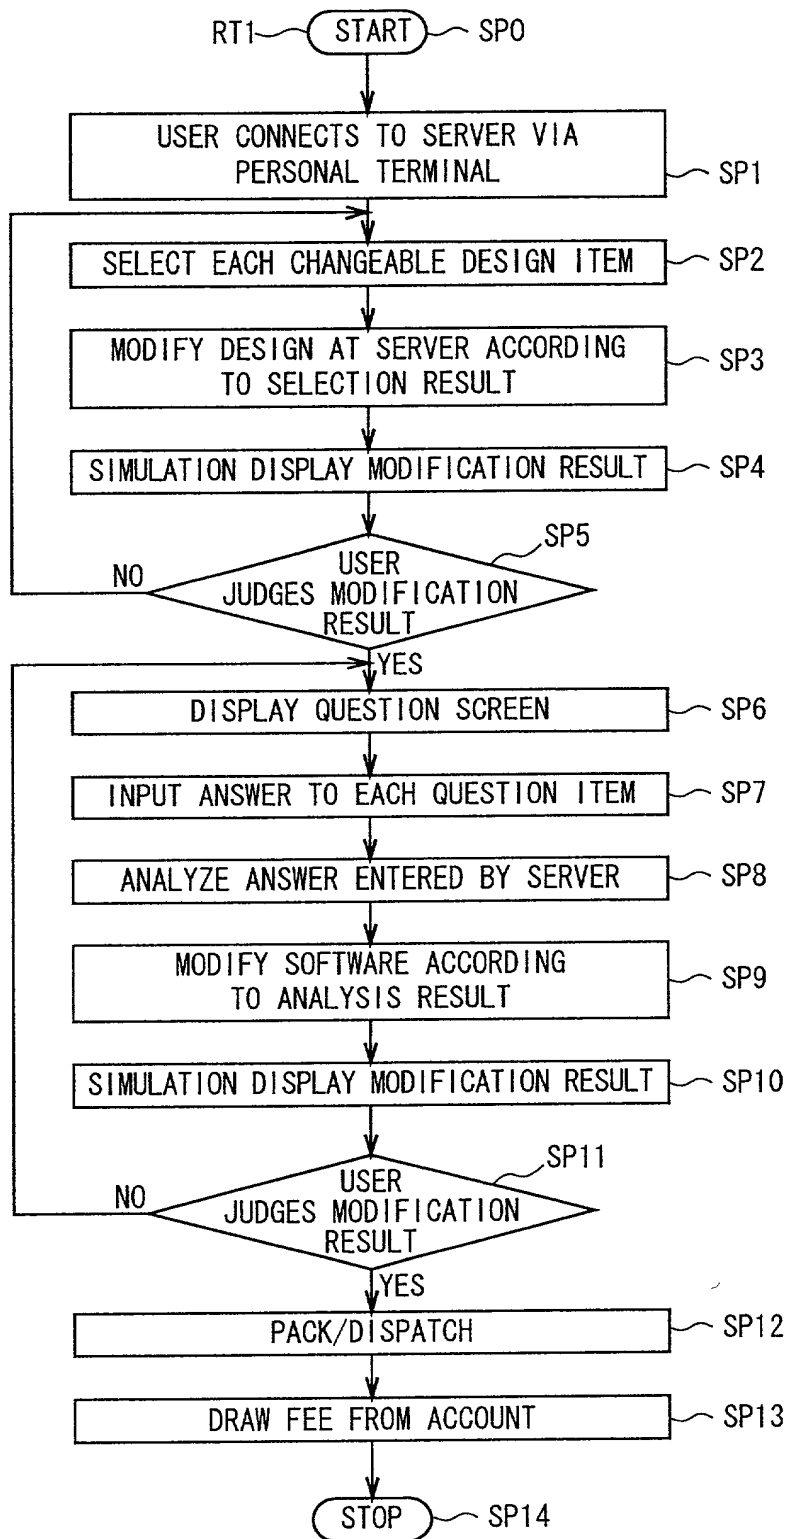 RT1 START SP0
USER CONNECTS TO SERVER VIA
PERSONAL TERMINAL
SP1
SELECT EACH CHANGEABLE DESIGN ITEM SP2
MODIFY DESIGN AT SERVER ACCORDING
TO SELECTION RESULT
SP3
SIMULATION DISPLAY MODIFICATION RESULT SP4
SP5
USER
JUDGES MODIFICATION
RESULT
NO
YES
DISPLAY QUESTION SCREEN SP6
INPUT ANSWER TO EACH QUESTION ITEM SP7
ANALYZE ANSWER ENTERED BY SERVER SP8
MODIFY SOFTWARE ACCORDING
TO ANALYSIS RESULT
SP9
SIMULATION DISPLAY MODIFICATION RESULT SP10
SP11
USER
JUDGES MODIFICATION
RESULT
NO
YES
PACK/DISPATCH SP12
DRAW FEE FROM ACCOUNT SP13
STOP SP14